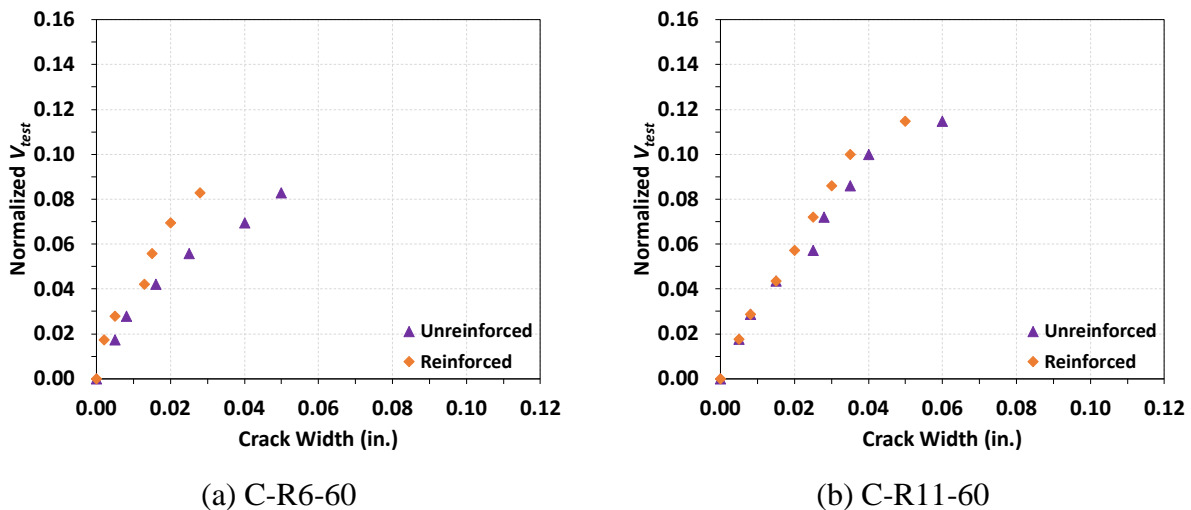 0.16
0.14
0.12
0.10
0.08
0.06
0.04
0.02
0.00
Normalized Vtest
Unreinforced
Reinforced
0.00 0.02 0.04 0.06 0.08 0.10 0.12
Crack Width (in.)
(a) C-R6-60
0.16
0.14
0.12
0.10
0.08
0.06
0.04
0.02
0.00
Normalized Vtest
Unreinforced
Reinforced
0.00 0.02 0.04 0.06 0.08 0.10 0.12
Crack Width (in.)
(b) C-R11-60